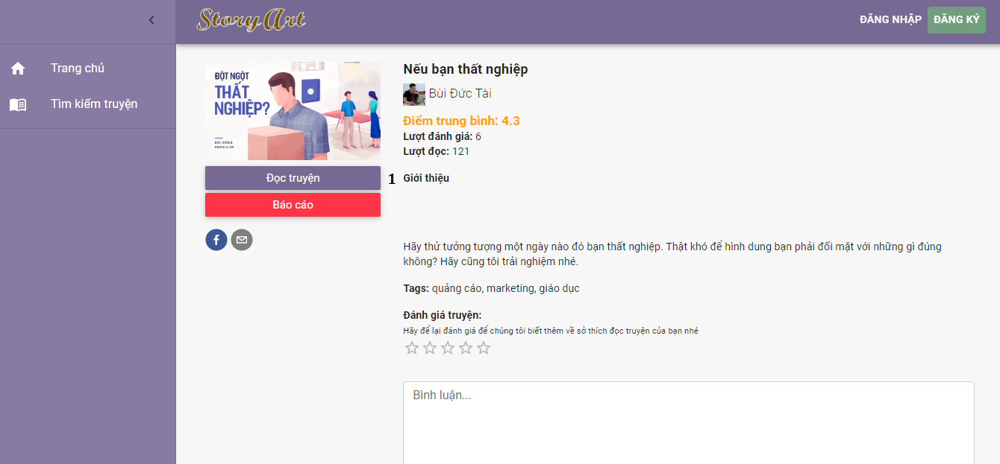 Story Art
ĐĂNG NHẬP
ĐĂNG KÝ
Trang chủ
Tìm kiếm truyện
ĐỘT NGỘT
THẤT
NGHIỆP?
ĐỜI SỐNG
KENH14.VN
Đọc truyện
Báo cáo
Nếu bạn thất nghiệp
Bùi Đức Tài
Điểm trung bình: 4.3
Lượt đánh giá: 6
Lượt đọc: 121
1
Giới thiệu
Hãy thử tưởng tượng một ngày nào đó bạn thất nghiệp. Thật khó để hình dung bạn phải đối mặt với những gì đúng
không? Hãy cũng tôi trải nghiệm nhé.
Tags: quảng cáo, marketing, giáo dục
Đánh giá truyện:
Hãy để lại đánh giá để chúng tôi biết thêm về sở thích đọc truyện của bạn nhé
Bình luận...